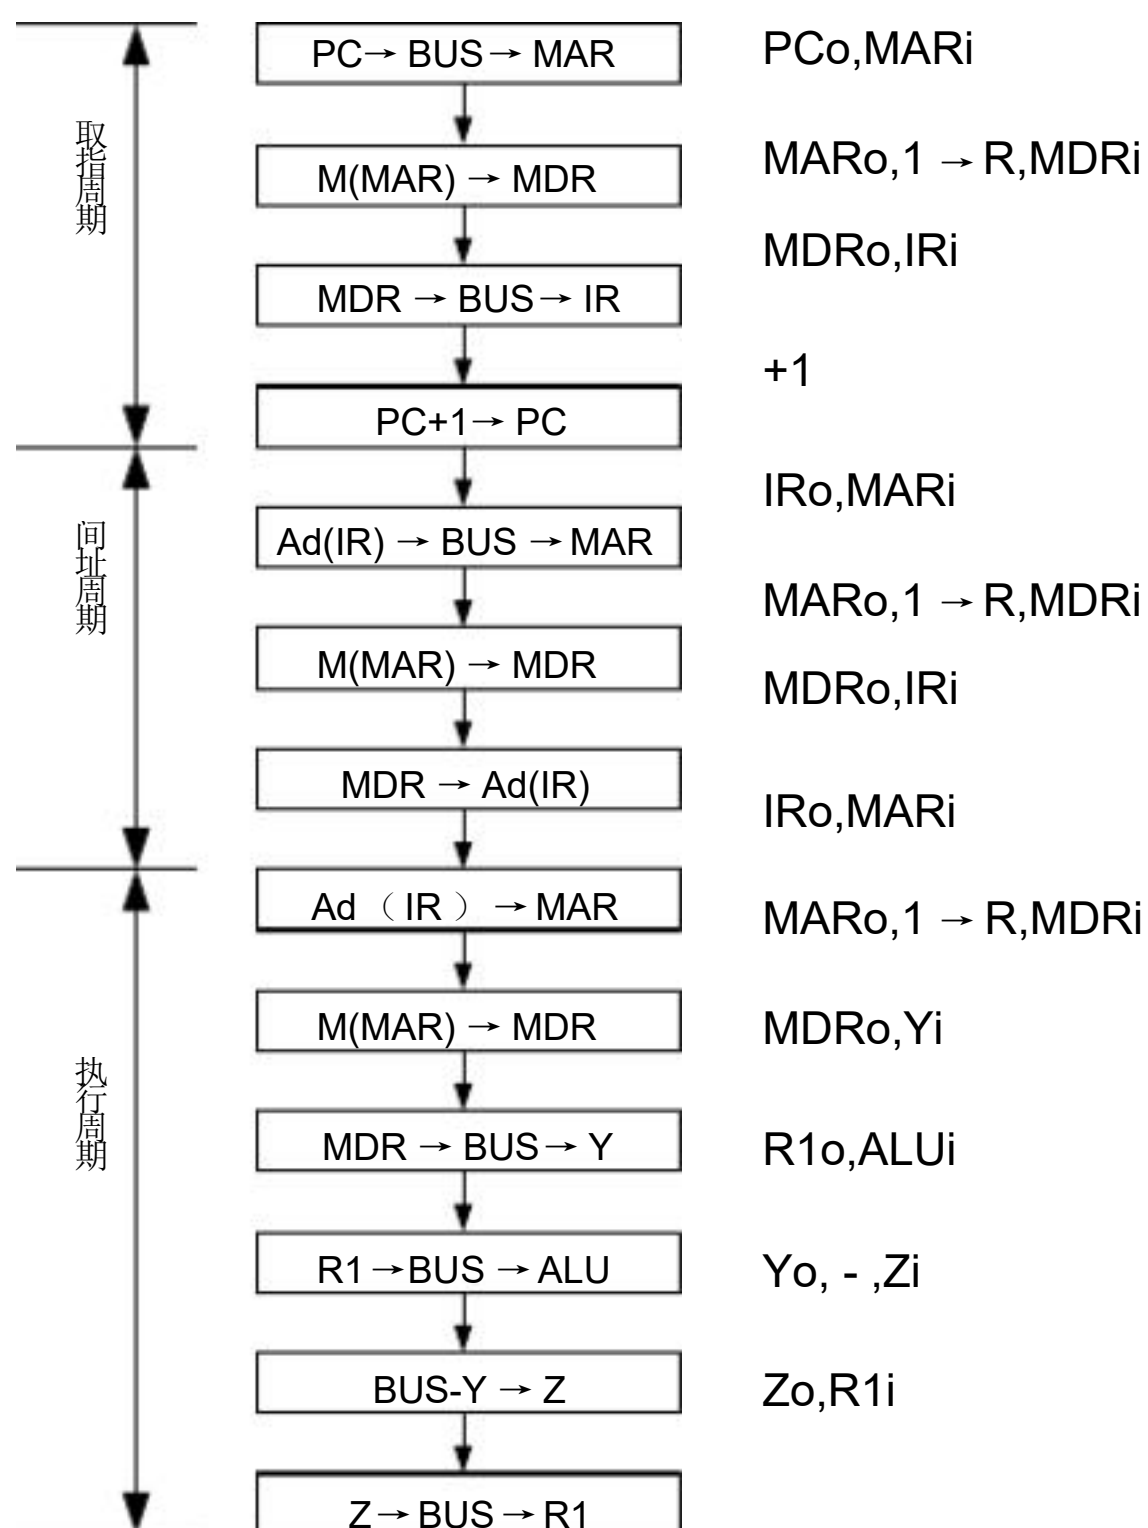 PC→ BUS→ MAR
PCo,MARi
取指周期
M(MAR) → MDR
MARo,1 → R,MDRi
MDR → BUS→ IR
MDRo,IRi
PC+1→ PC
+1
间址周期
Ad(IR) → BUS → MAR
IRo,MARi
M(MAR) → MDR
MARo,1 → R,MDRi
MDR → Ad(IR)
MDRo,IRi
执行周期
Ad （ IR ） → MAR
IRo,MARi
M(MAR) → MDR
MARo,1 → R,MDRi
MDR → BUS→ Y
MDRo,Yi
R1 →BUS → ALU
R1o,ALUi
BUS-Y → Z
Yo, - ,Zi
Z→ BUS → R1
Zo,R1i